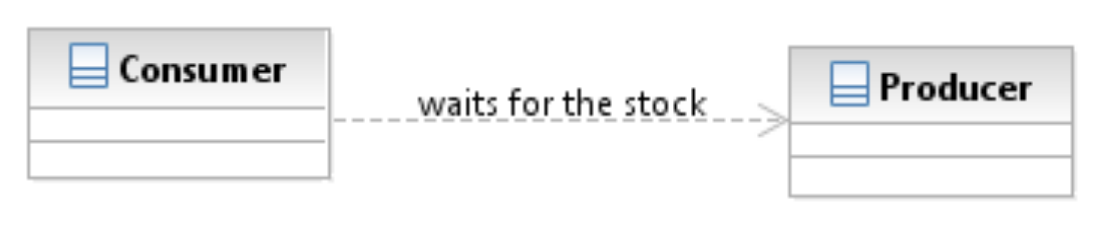 Consumer
waits for the stock
Producer